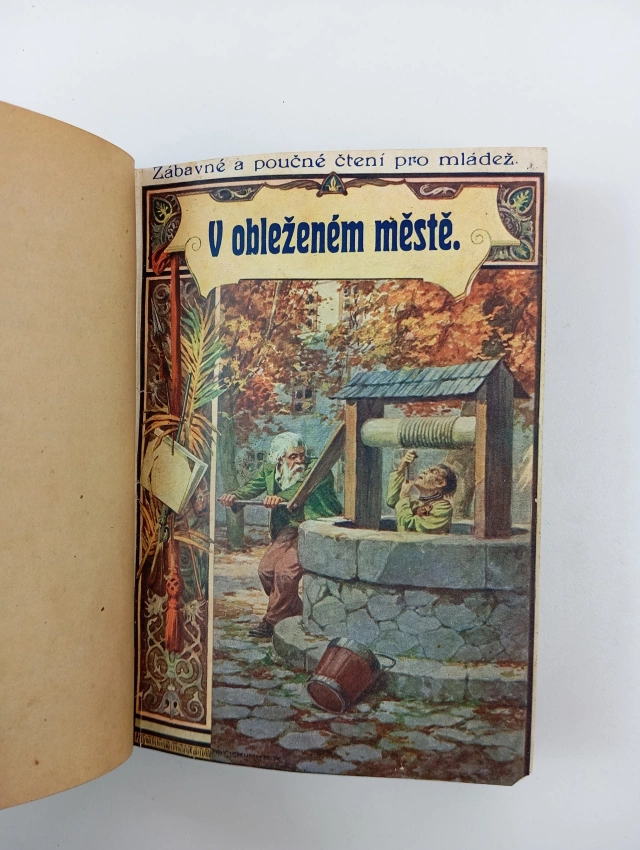 Zábavné a poučné čtení pro mládež.
V obleženém městě.